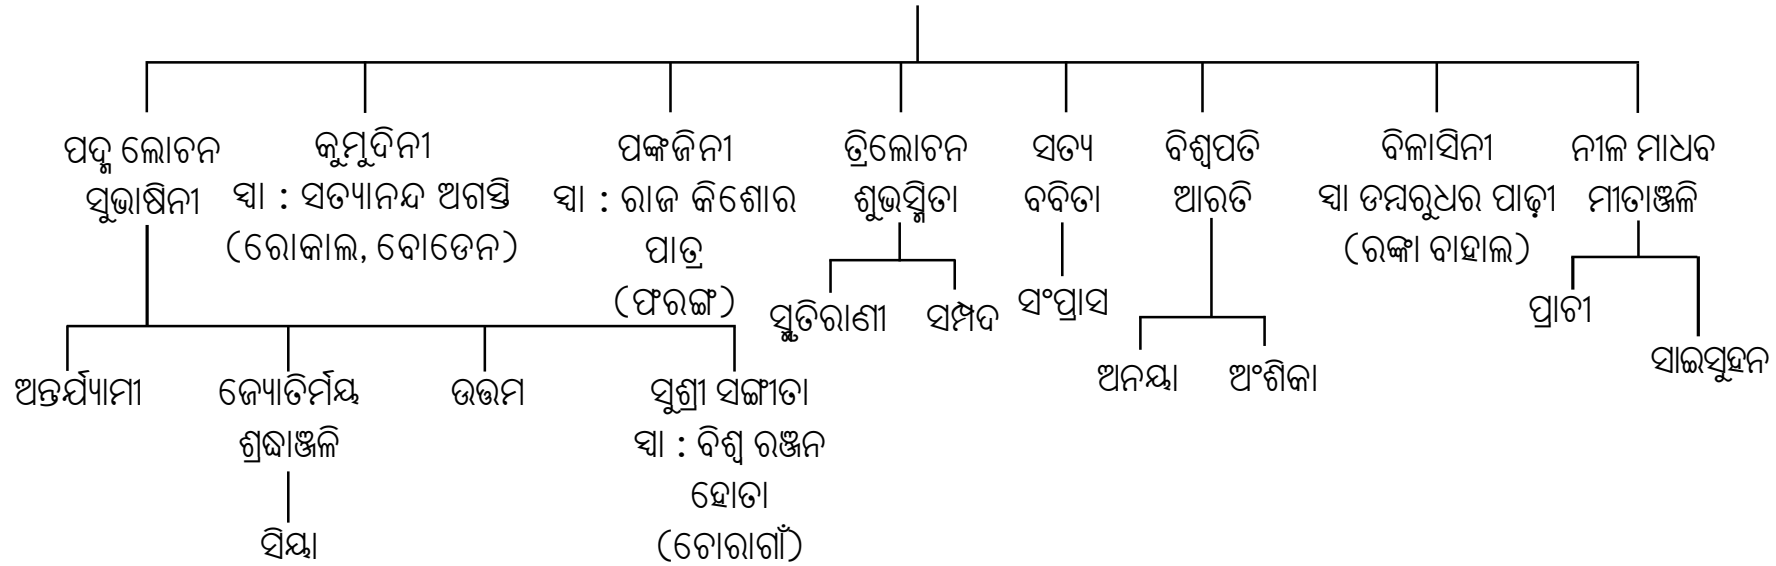 ପଦ୍ମ ଲୋଚନ
ସୁଭାଷିନୀ
କୁମୁଦିନୀ
ସ୍ୱା : ସତ୍ୟାନନ୍ଦ ଅଗସ୍ତି
(ରୋକାଲ, ବୋଡେନ)
ପଙ୍କଜିନୀ
ସ୍ୱା : ରାଜ କିଶୋର
ପାତ୍ର
(ଫରଙ୍ଗ)
ତ୍ରିଲୋଚନ
ଶୁଭସ୍ମିତା
ସତ୍ୟ
ବବିତା
ବିଶ୍ୱପତି
ଆରତି
ବିଳାସିନୀ
ସ୍ୱା ଡମ୍ବରୁଧର ପାଢ଼ୀ
(ରଙ୍କା ବାହାଲ)
ନୀଳ ମାଧବ
ମୀତାଞ୍ଜଳି
ସ୍ମୃତିରାଣୀ
ସମ୍ପଦ
ସଂପ୍ରାସ
ଅନୟା
ଅଂଶିକା
ପ୍ରାଚୀ
ସାଇସୁହନ
ଅନ୍ତର୍ଯ୍ୟାମୀ
ଜ୍ୟୋତିର୍ମୟ
ଶ୍ରଦ୍ଧାଞ୍ଜଳି
ସିୟା
ଉତ୍ତମ
ସୁଶ୍ରୀ ସଙ୍ଗୀତା
ସ୍ୱା : ବିଶ୍ୱ ରଞ୍ଜନ
ହୋତା
(ଚୋରାଗାଁ)